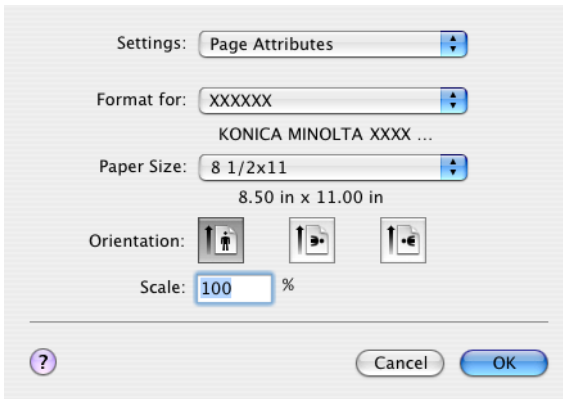 Settings: Page Attributes
Format for: XXXXXX
KONICA MINOLTA XXXX ...
Paper Size: 8 1/2x11
8.50 in x 11.00 in
Orientation:
Scale: 100 %
? Cancel OK